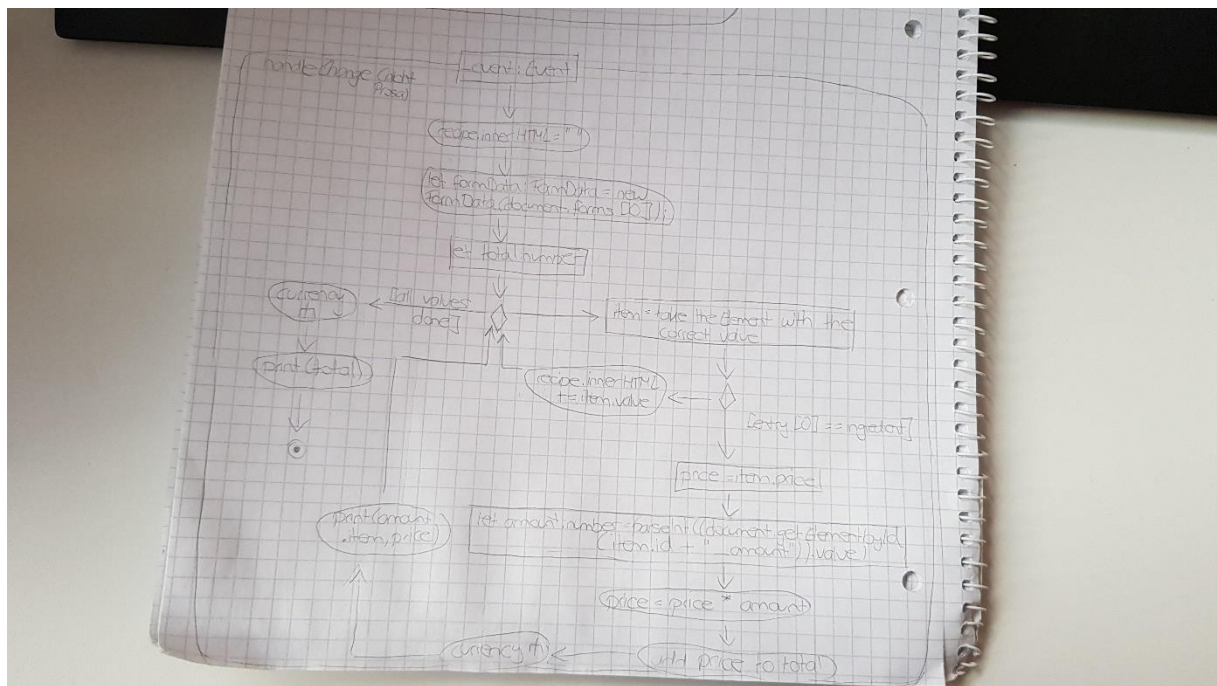 handleChange (nicht
Prosa)
_event: Event
recipe.innerHTML = ""
let formData: FormData = new
FormData(document.forms[0]);
let total:number
[all values
done]
currency
print(total)
item = take the Element with the
correct value
recipe.innerHTML
+= item.value
[entry[0] == ingredient]
price = item.price
let amount:number = parseInt((document.getElementbyId
(item.id + "_amount")).value)
price = price * amount
Add price to total
currency
print(amount
, item, price)